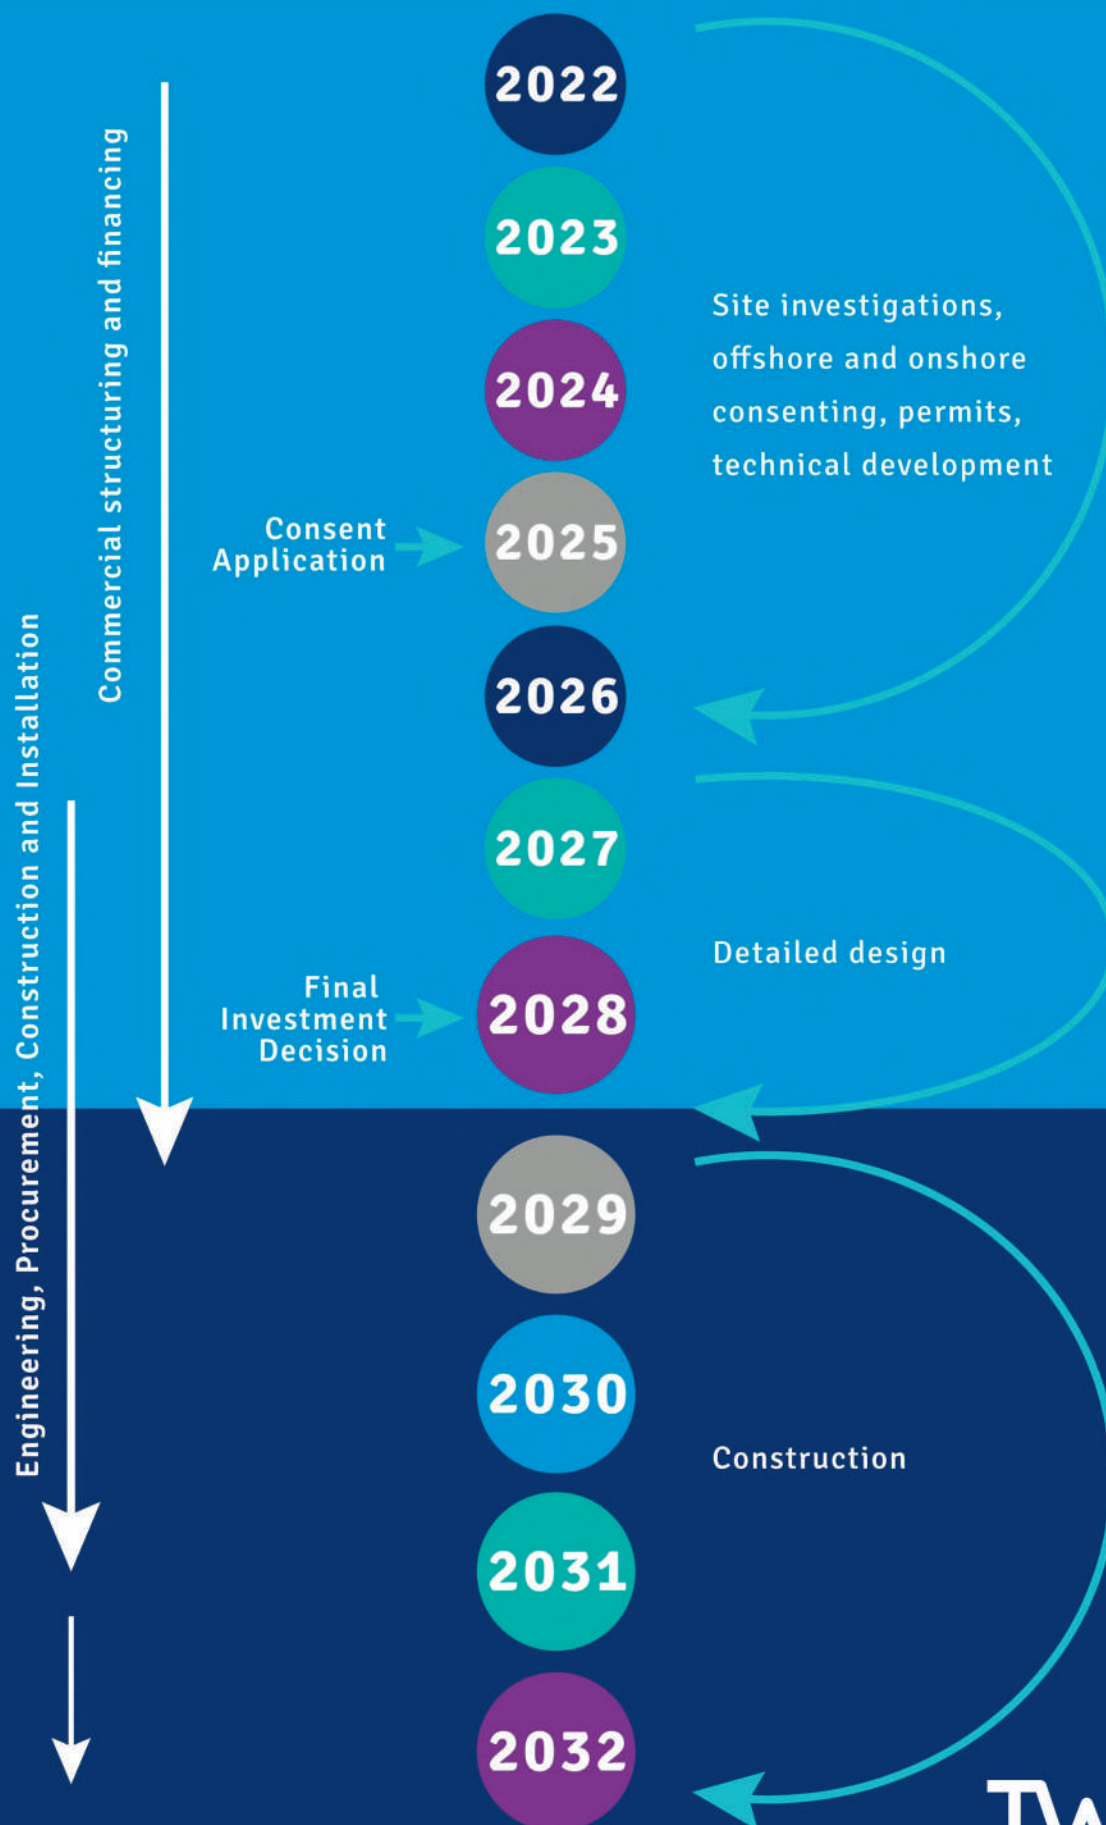 2022
2023
2024
2025
2026
2027
2028
2029
2030
2031
2032
Commercial structuring and financing
Engineering, Procurement, Construction and Installation
Consent
Application
Final
Investment
Decision
Site investigations,
offshore and onshore
consenting, permits,
technical development
Detailed design
Construction